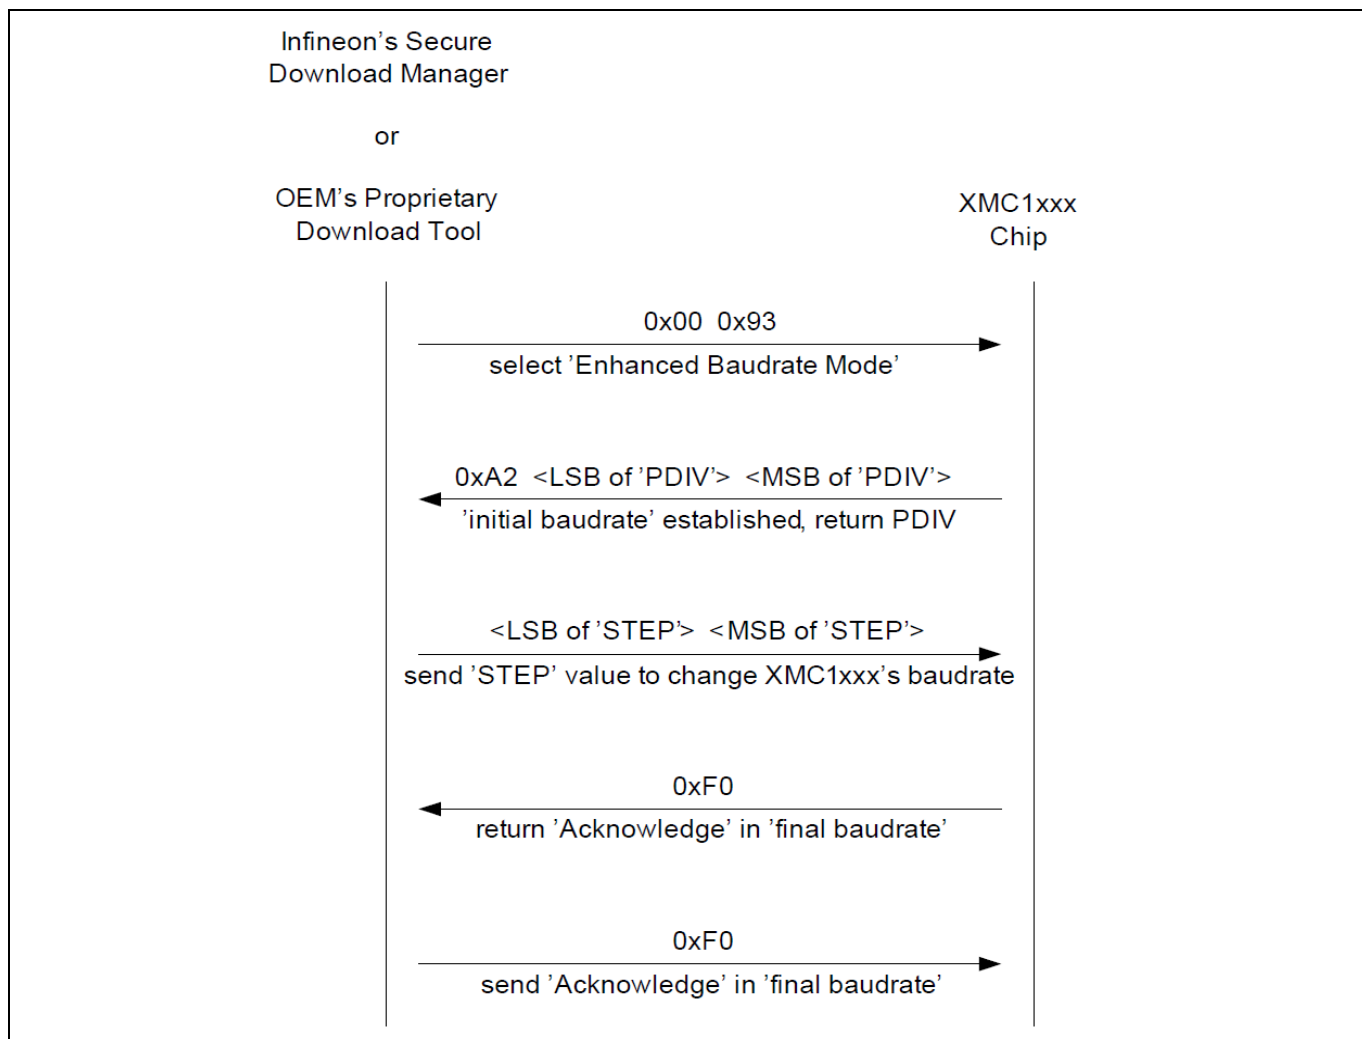 Infineon's Secure
Download Manager
or
OEM's Proprietary
Download Tool
XMC1xxx
Chip
0x00 0x93
select 'Enhanced Baudrate Mode'
0xA2 <LSB of 'PDIV'> <MSB of 'PDIV'>
'initial baudrate' established, return PDIV
<LSB of 'STEP'> <MSB of 'STEP'>
send 'STEP' value to change XMC1xxx's baudrate
0xF0
return 'Acknowledge' in 'final baudrate'
0xF0
send 'Acknowledge' in 'final baudrate'